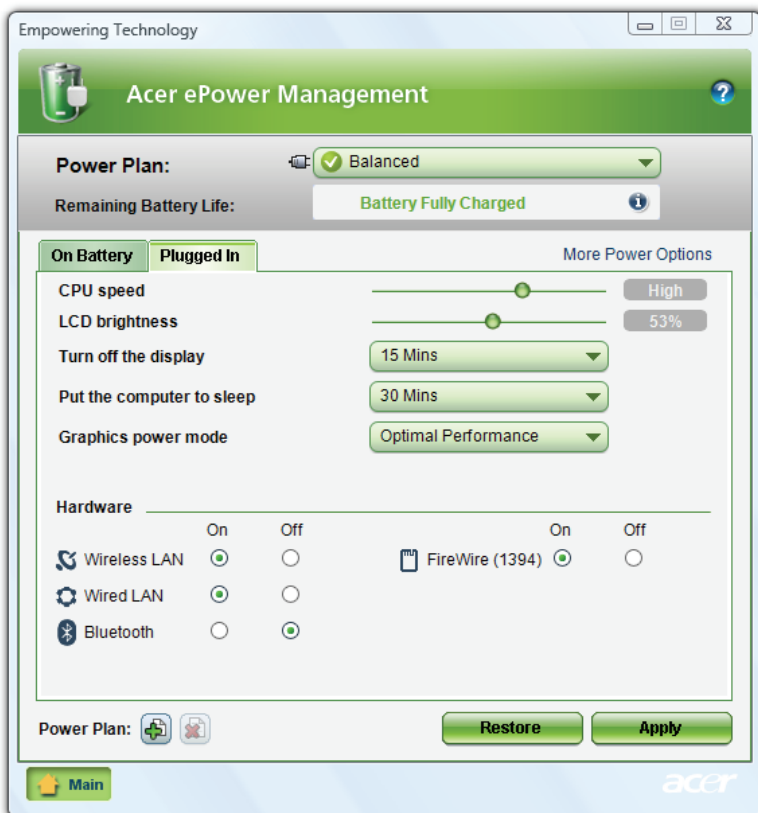 Empowering Technology
Acer ePower Management
Power Plan: Balanced
Remaining Battery Life: Battery Fully Charged
On Battery Plugged In More Power Options
CPU speed High
LCD brightness 53%
Turn off the display 15 Mins
Put the computer to sleep 30 Mins
Graphics power mode Optimal Performance
Hardware
On Off On Off
Wireless LAN FireWire (1394)
Wired LAN
Bluetooth
Power Plan: Restore Apply
Main acer